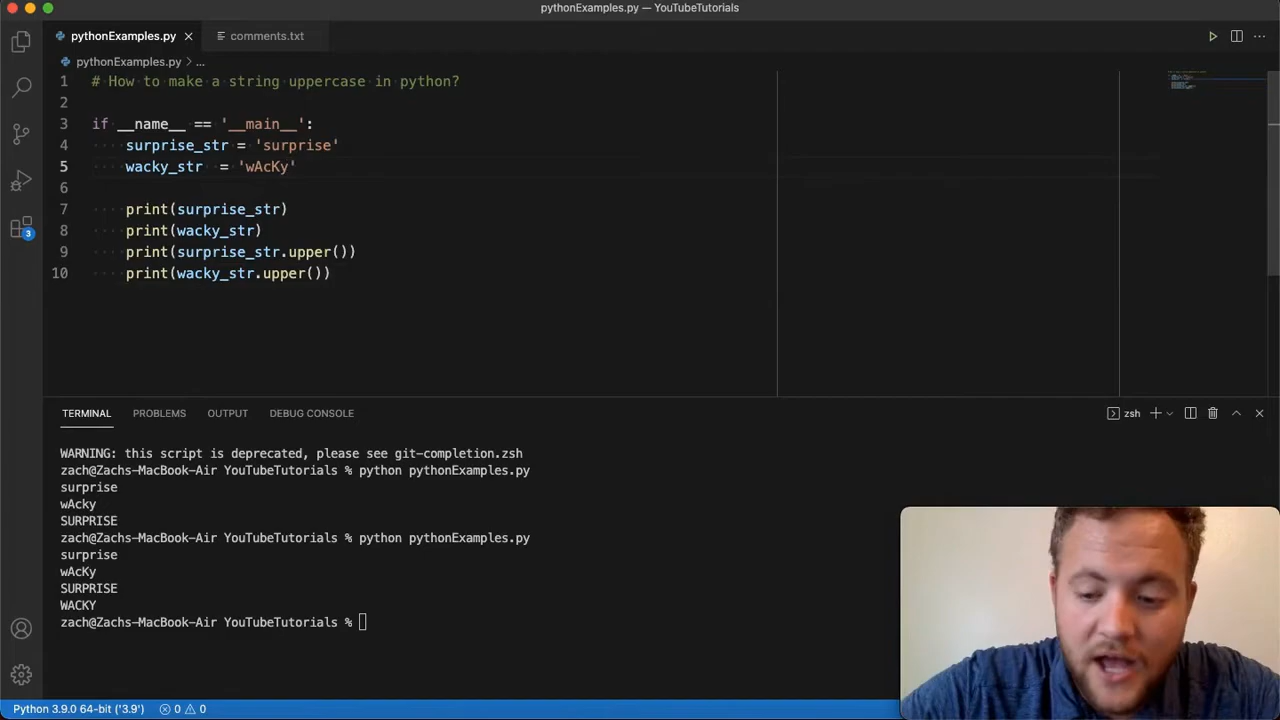 pythonExamples.py — YouTubeTutorials
pythonExamples.py
comments.txt
pythonExamples.py > ...
1 # How to make a string uppercase in python?
2
3 if __name__ == '__main__':
4 surprise_str = 'surprise'
5 wacky_str  = 'wAcKy'
6
7 print(surprise_str)
8 print(wacky_str)
9 print(surprise_str.upper())
10 print(wacky_str.upper())
3
TERMINAL PROBLEMS OUTPUT DEBUG CONSOLE
zsh
WARNING: this script is deprecated, please see git-completion.zsh
zach@Zachs-MacBook-Air YouTubeTutorials % python pythonExamples.py
surprise
wAcky
SURPRISE
zach@Zachs-MacBook-Air YouTubeTutorials % python pythonExamples.py
surprise
wAcKy
SURPRISE
WACKY
zach@Zachs-MacBook-Air YouTubeTutorials %
Python 3.9.0 64-bit ('3.9') 0 0